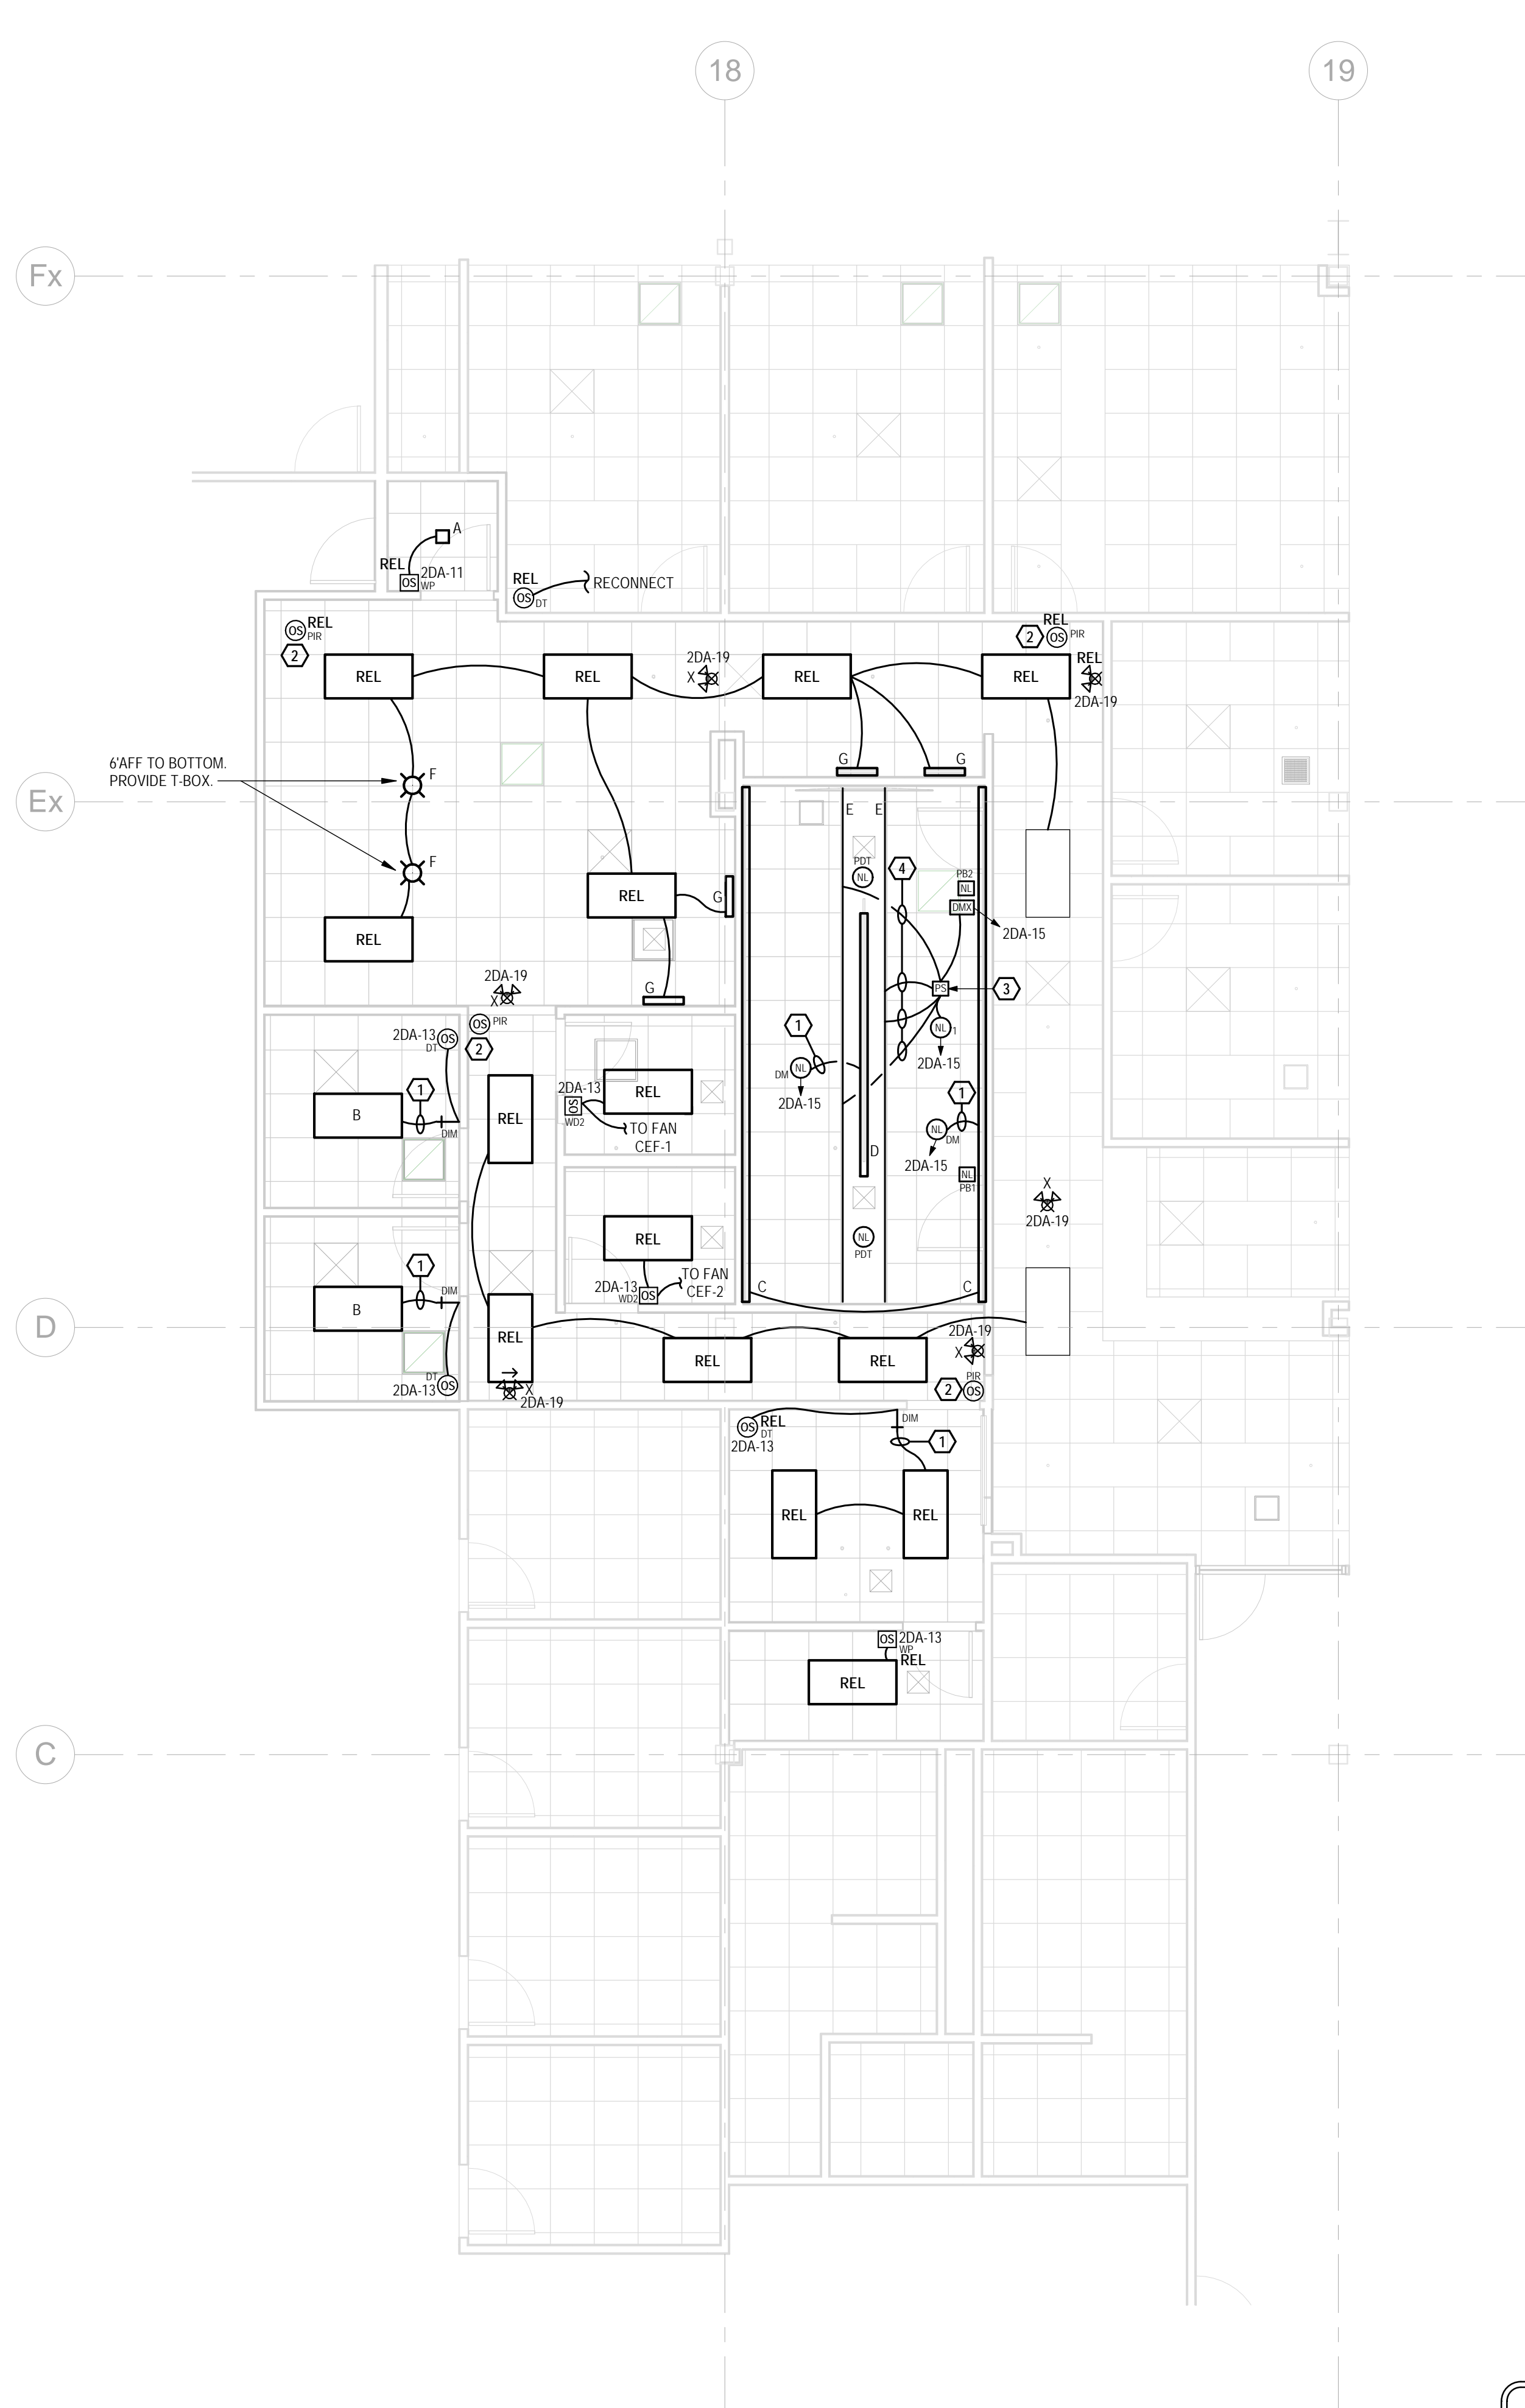 18
19
Fx
A
REL
2DA-11
OS
WP
REL
RECONNECT
OS
DT
REL
OS
PIR
2
REL
2
OS
PIR
REL
REL
2DA-19
X
REL
REL
REL
2DA-19
6'AFF TO BOTTOM.
PROVIDE T-BOX.
F
G
G
Ex
E
E
F
PDT
NL
4
PB2
NL
REL
G
DMX
2DA-15
REL
2DA-19
X
G
PS
3
OS
PIR
2DA-13
OS
DT
2
1
NL
1
DM
NL
2DA-15
2DA-15
1
B
DIM
REL
2DA-13
OS
WD2
REL
TO FAN
CEF-1
1
NL
DM
D
2DA-15
NL
PB1
X
2DA-19
REL
NL
PDT
1
DIM
B
2DA-13
OS
WD2
TO FAN
CEF-2
C
C
D
REL
REL
REL
2DA-19
X
DT
2DA-13
OS
X
2DA-19
PIR
2
OS
OS
REL
DT
2DA-13
DIM
1
REL
REL
OS
2DA-13
WP
REL
REL
C